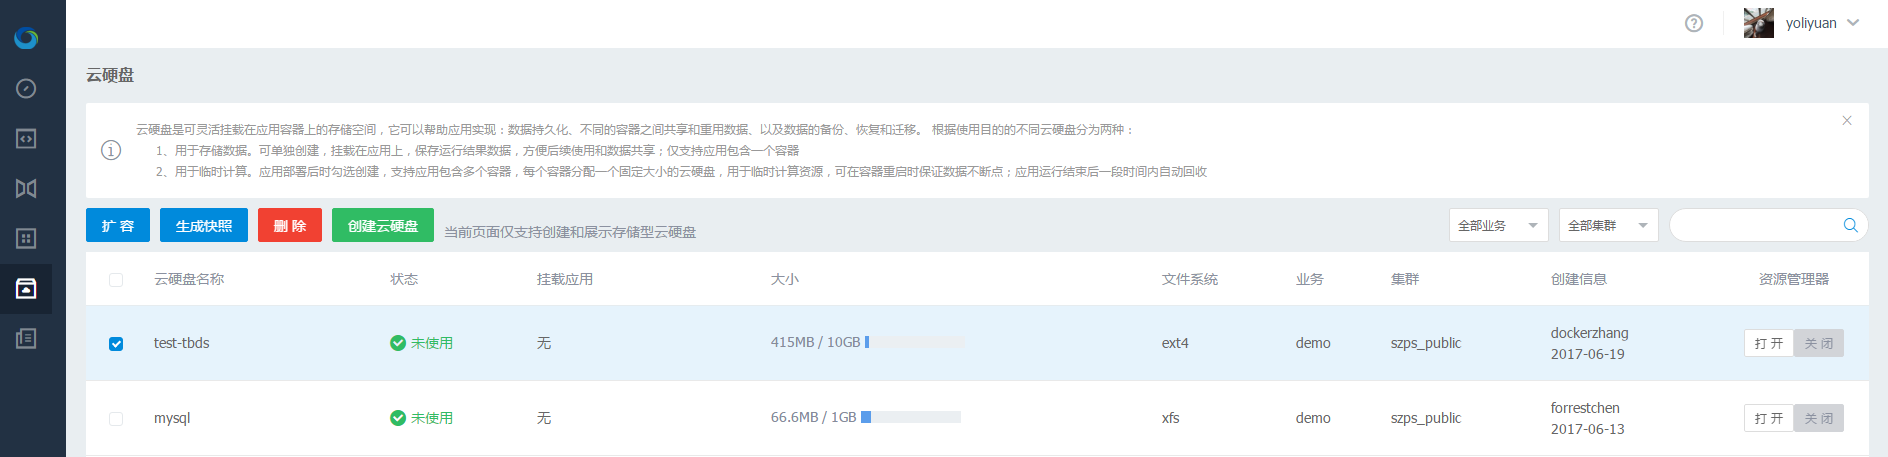 yoliyuan
云硬盘
云硬盘是可灵活挂载在应用容器上的存储空间，它可以帮助应用实现：数据持久化、不同的容器之间共享和重用数据、以及数据的备份、恢复和迁移。 根据使用目的的不同云硬盘分为两种：
1、用于存储数据。可单独创建，挂载在应用上，保存运行结果数据，方便后续使用和数据共享；仅支持应用包含一个容器
2、用于临时计算。应用部署后时勾选创建，支持应用包含多个容器，每个容器分配一个固定大小的云硬盘，用于临时计算资源，可在容器重启时保证数据不断点；应用运行结束后一段时间内自动回收
扩 容 生成快照 删 除 创建云硬盘 当前页面仅支持创建和展示存储型云硬盘 全部业务 全部集群
云硬盘名称 状态 挂载应用 大小 文件系统 业务 集群 创建信息 资源管理器
test-tbds 未使用 无 415MB / 10GB ext4 demo szps_public dockerzhang 打 开 关 闭
2017-06-19
mysql 未使用 无 66.6MB / 1GB xfs demo szps_public forrestchen 打 开 关 闭
2017-06-13